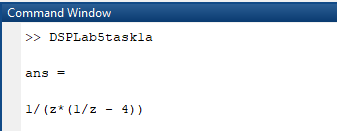 Command Window
>> DSPLab5task1a
ans =
1/(z*(1/z - 4))